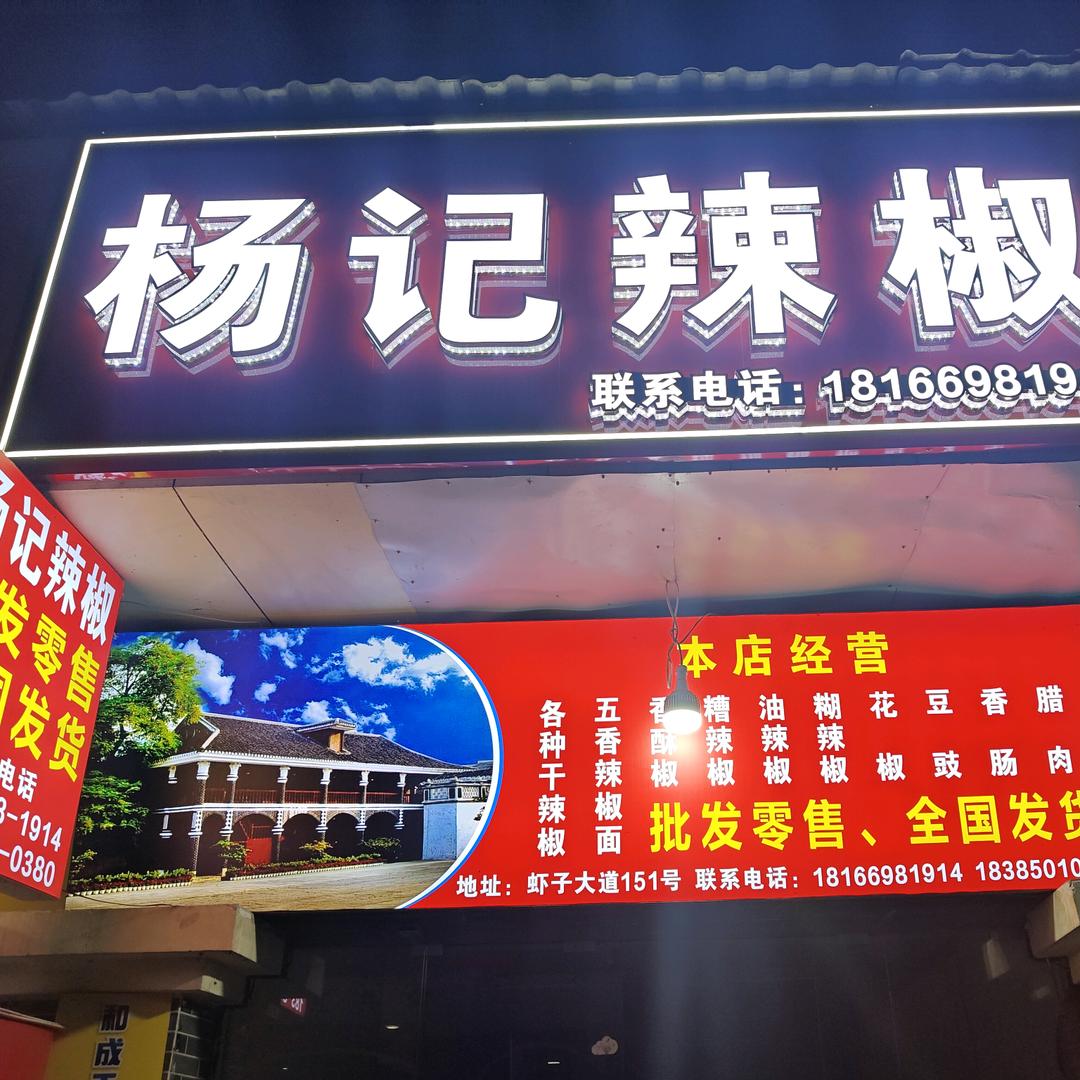 杨记辣椒
联系电话：181669819
杨记辣椒
发零售
发货
电话
8-1914
-0380
本店经营
各种干辣椒
五香辣椒面
香酥椒
糟辣椒
油辣椒
糊辣椒
花椒
豆豉
香肠
腊肉
批发零售、全国发货
地址：虾子大道151号 联系电话：18166981914 18385010
和成